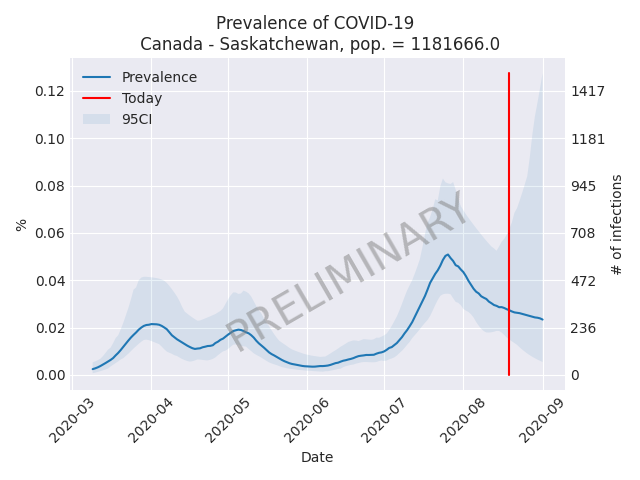 Prevalence of COVID-19
Canada - Saskatchewan, pop. = 1181666.0
Prevalence
Today
95CI
PRELIMINARY
0.12
0.10
0.08
0.06
0.04
0.02
0.00
%
1417
1181
945
708
472
236
0
# of infections
2020-03
2020-04
2020-05
2020-06
2020-07
2020-08
2020-09
Date